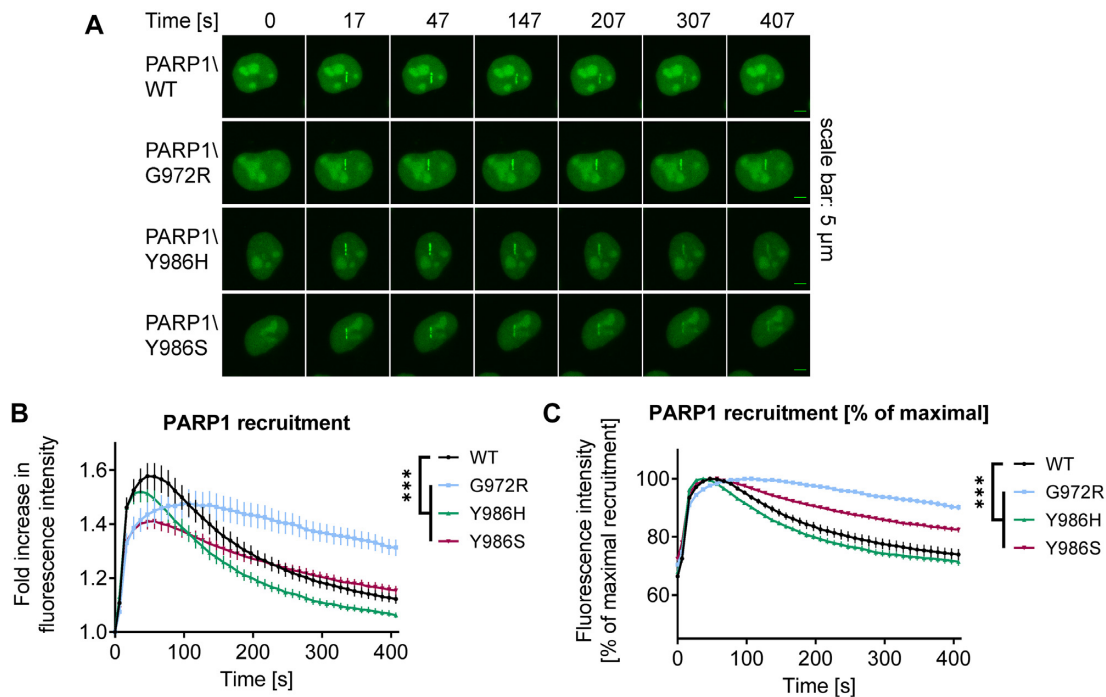 A
Time [s] 0 17 47 147 207 307 407
PARP1\
WT
PARP1\
G972R
PARP1\
Y986H
PARP1\
Y986S
scale bar: 5 µm
B
PARP1 recruitment
Fold increase in
fluorescence intensity
1.6
1.4
1.2
1.0
0 100 200 300 400
Time [s]
***
WT
G972R
Y986H
Y986S
C
PARP1 recruitment [% of maximal]
Fluorescence intensity
[% of maximal recruitment]
100
80
60
0 100 200 300 400
Time [s]
***
WT
G972R
Y986H
Y986S